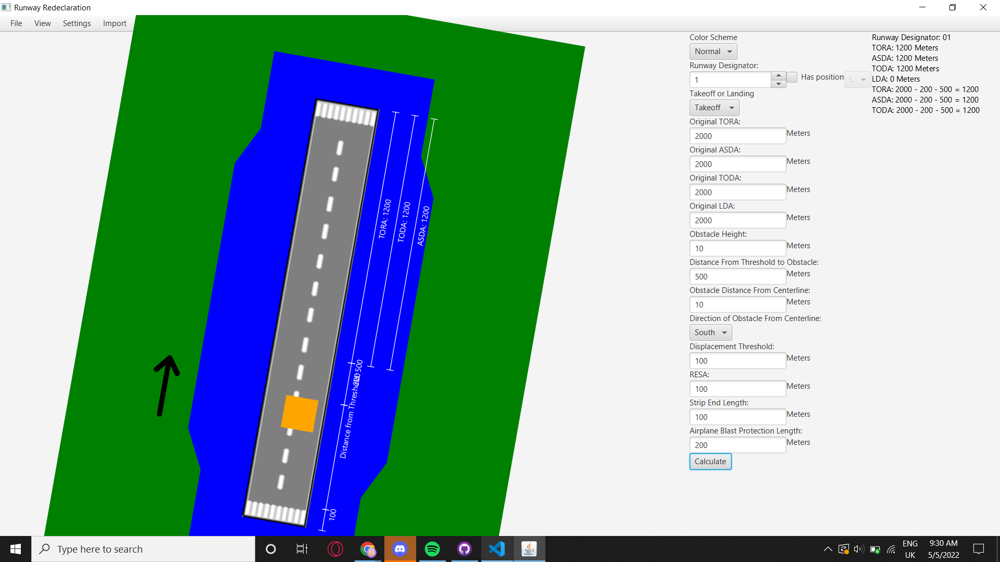 Runway Redeclaration
File View Settings Import
TORA: 1200
TODA: 1200
ASDA: 1200
200
Distance from Threshold: 500
100
Color Scheme
Normal
Runway Designator:
1
Has position
L
Takeoff or Landing
Takeoff
Original TORA:
2000 Meters
Original ASDA:
2000 Meters
Original TODA:
2000 Meters
Original LDA:
2000 Meters
Obstacle Height:
10 Meters
Distance From Threshold to Obstacle:
500 Meters
Obstacle Distance From Centerline:
10 Meters
Direction of Obstacle From Centerline:
South
Displacement Threshold:
100 Meters
RESA:
100 Meters
Strip End Length:
100 Meters
Airplane Blast Protection Length:
200 Meters
Calculate
Runway Designator: 01
TORA: 1200 Meters
ASDA: 1200 Meters
TODA: 1200 Meters
LDA: 0 Meters
TORA: 2000 - 200 - 500 = 1200
ASDA: 2000 - 200 - 500 = 1200
TODA: 2000 - 200 - 500 = 1200
Type here to search
ENG
UK
9:30 AM
5/5/2022